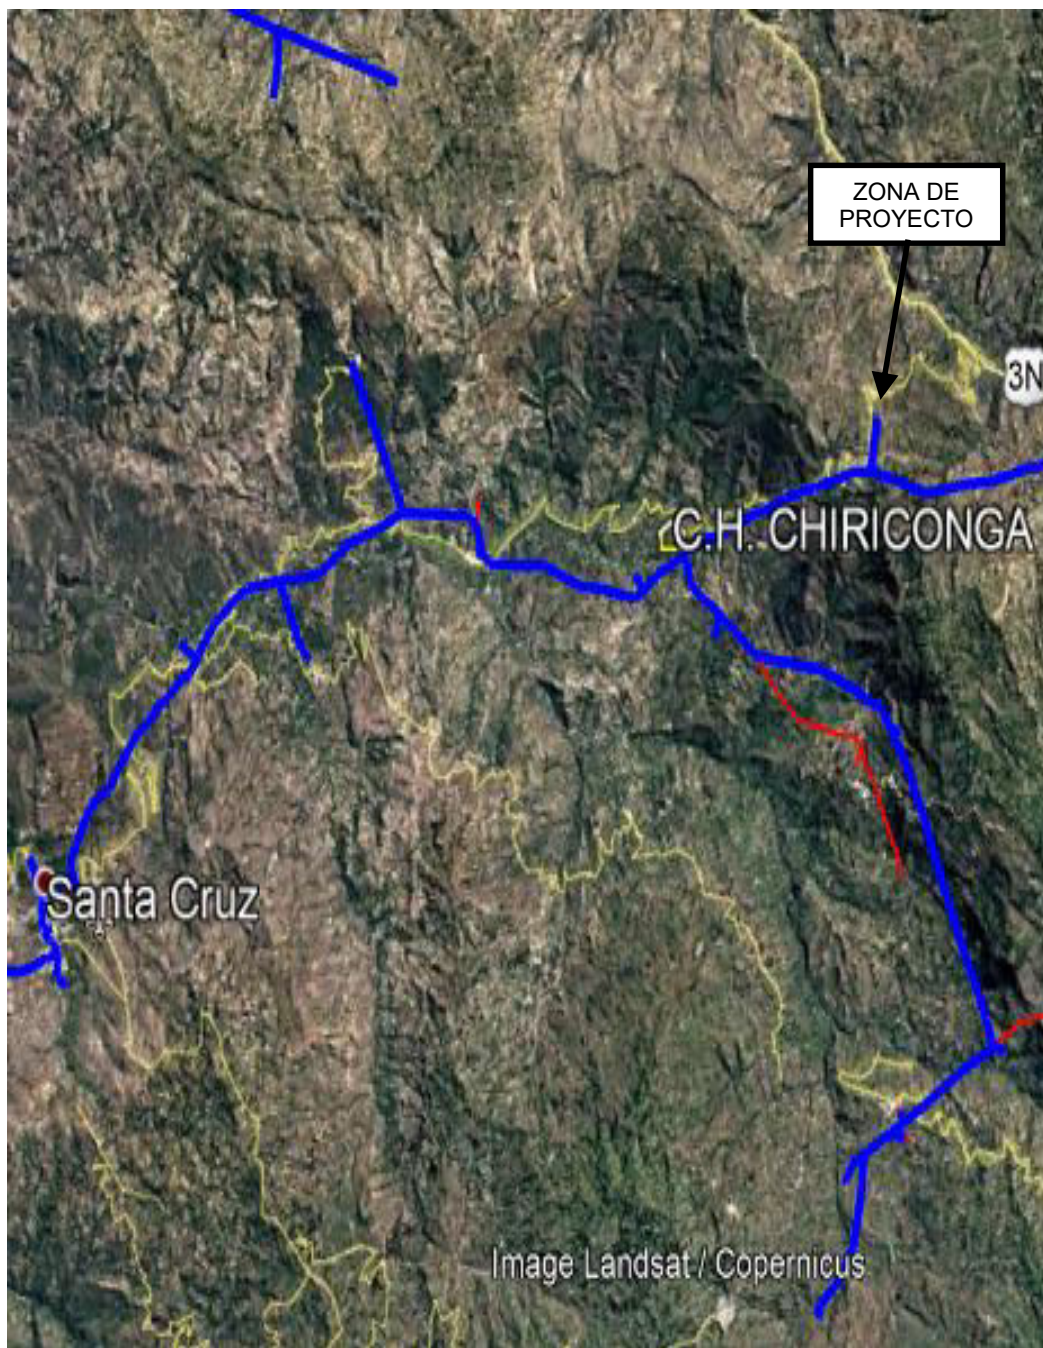 ZONA DE
PROYECTO
3N
C.H. CHIRICONGA
Santa Cruz
Image Landsat / Copernicus